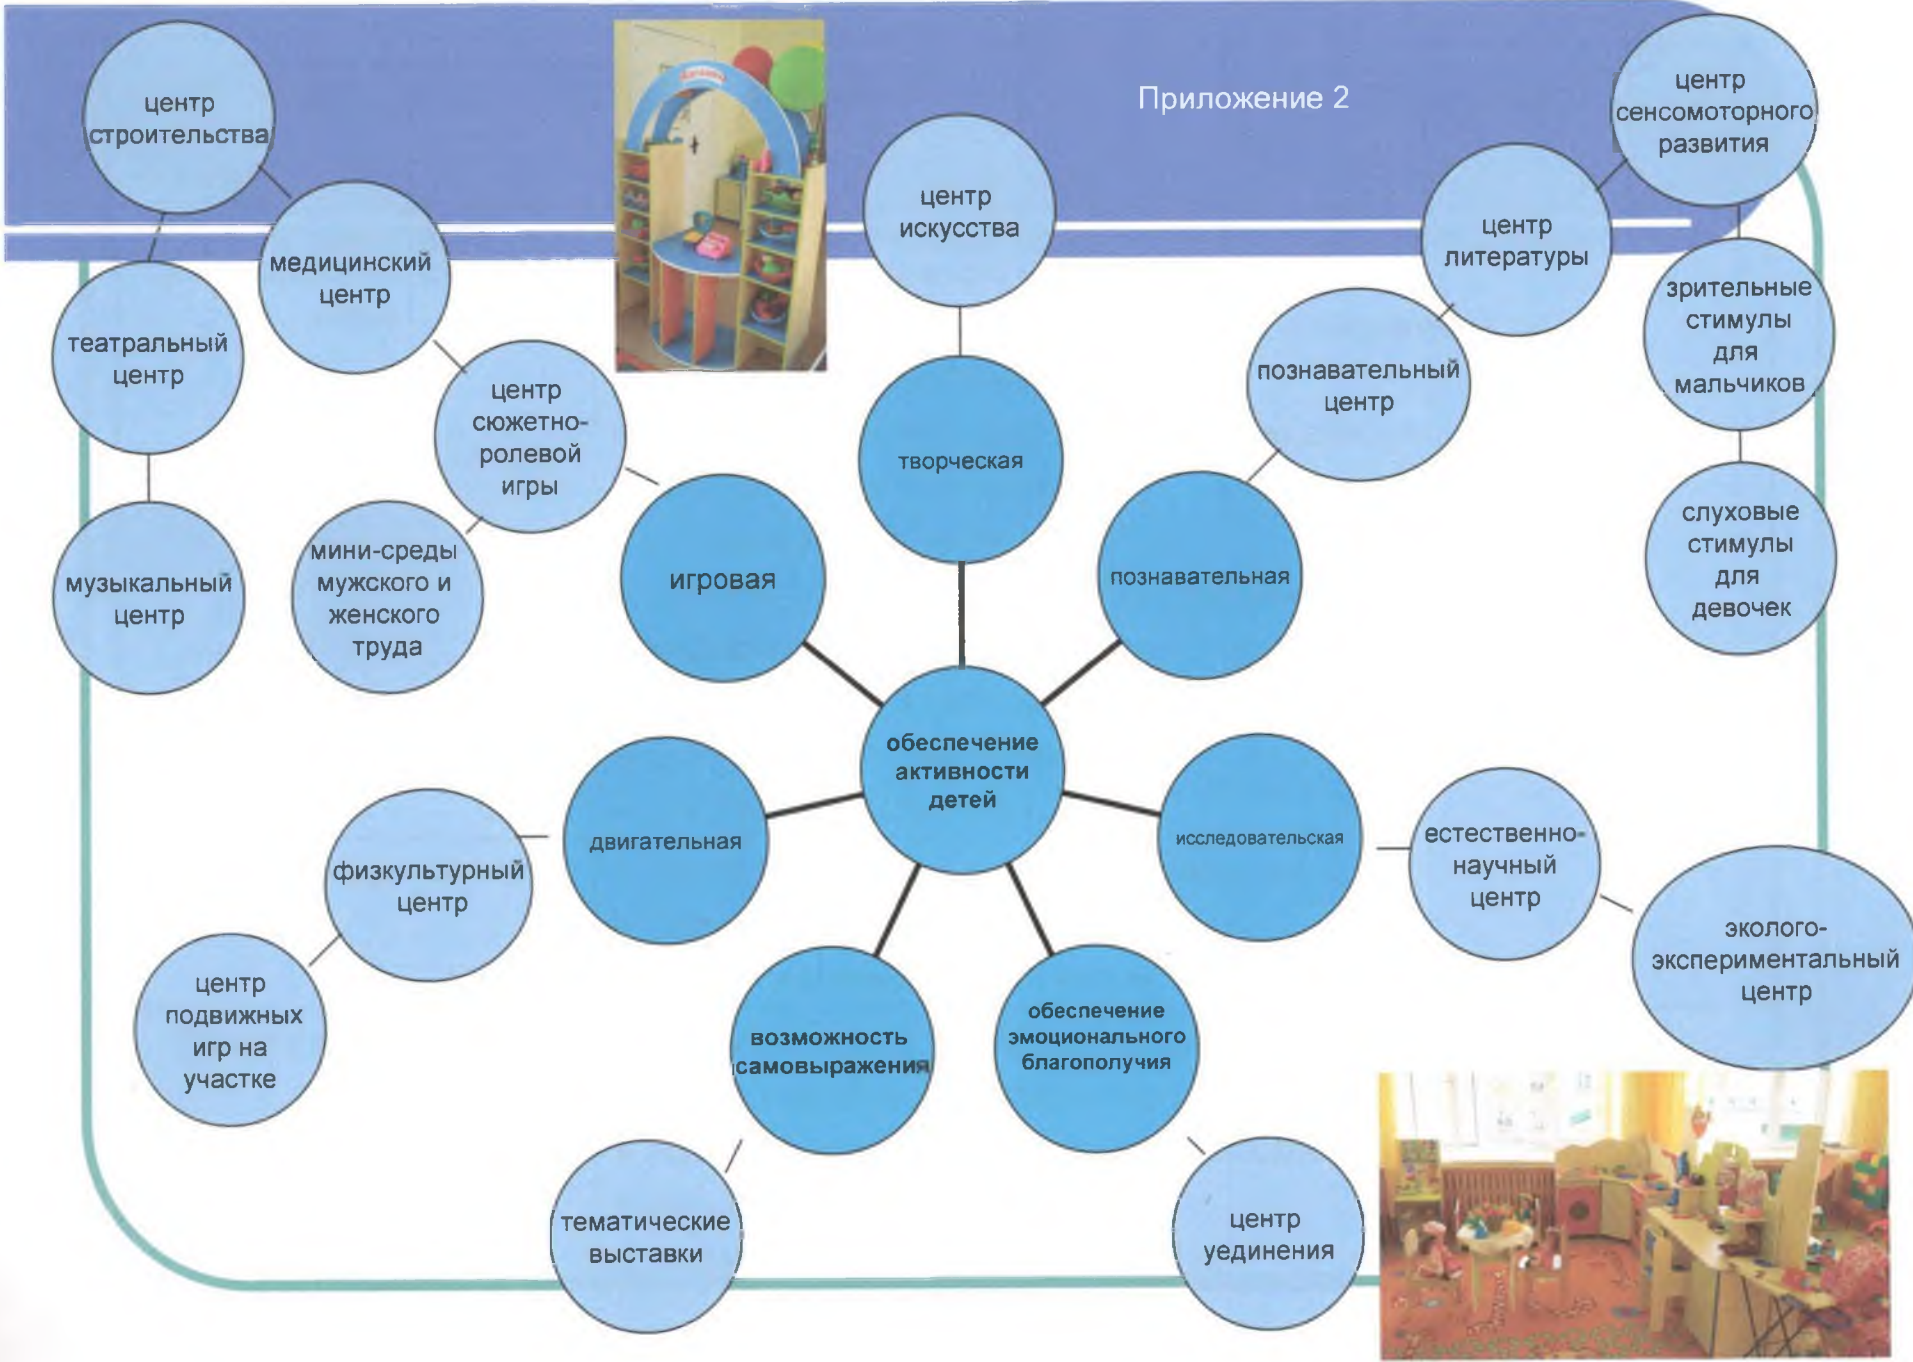 Приложение 2
центр
строительства
медицинский
центр
театральный
центр
музыкальный
центр
центр
сюжетно-
ролевой
игры
мини-среды
мужского и
женского
труда
игровая
центр
искусства
творческая
центр
сенсомоторного
развития
центр
литературы
познавательный
центр
познавательная
зрительные
стимулы
для
мальчиков
слуховые
стимулы
для
девочек
обеспечение
активности
детей
двигательная
физкультурный
центр
центр
подвижных
игр на
участке
исследовательская
естественно-
научный
центр
эколого-
экспериментальный
центр
возможность
самовыражения
тематические
выставки
обеспечение
эмоционального
благополучия
центр
уединения